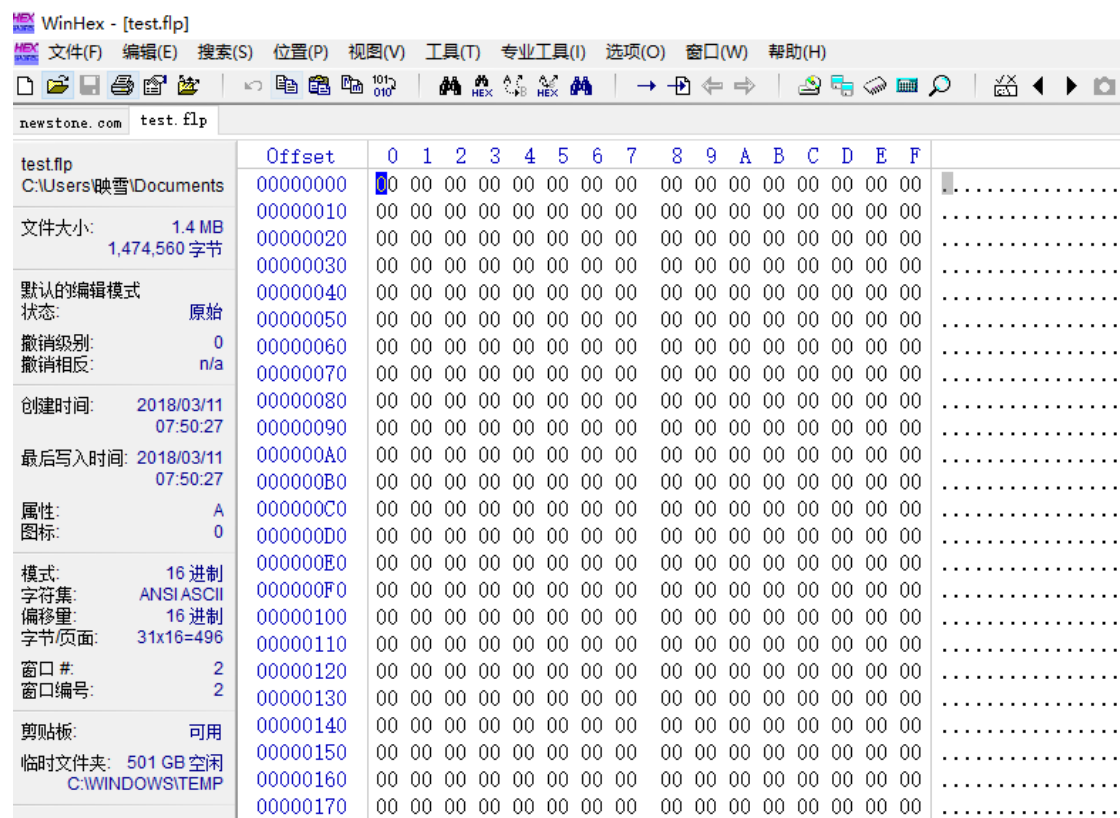 WinHex - [test.flp]
文件(F) 编辑(E) 搜索(S) 位置(P) 视图(V) 工具(T) 专业工具(I) 选项(O) 窗口(W) 帮助(H)
newstone.com test.flp
test.flp
C:\Users\映雪\Documents
文件大小: 1.4 MB
1,474,560 字节
默认的编辑模式
状态: 原始
撤销级别: 0
撤销相反: n/a
创建时间: 2018/03/11
07:50:27
最后写入时间: 2018/03/11
07:50:27
属性: A
图标: 0
模式: 16 进制
字符集: ANSI ASCII
偏移量: 16 进制
字节/页面: 31x16=496
窗口 #: 2
窗口编号: 2
剪贴板: 可用
临时文件夹: 501 GB 空闲
C:\WINDOWS\TEMP
Offset 0 1 2 3 4 5 6 7 8 9 A B C D E F
00000000 00 00 00 00 00 00 00 00 00 00 00 00 00 00 00 00 ................
00000010 00 00 00 00 00 00 00 00 00 00 00 00 00 00 00 00 ................
00000020 00 00 00 00 00 00 00 00 00 00 00 00 00 00 00 00 ................
00000030 00 00 00 00 00 00 00 00 00 00 00 00 00 00 00 00 ................
00000040 00 00 00 00 00 00 00 00 00 00 00 00 00 00 00 00 ................
00000050 00 00 00 00 00 00 00 00 00 00 00 00 00 00 00 00 ................
00000060 00 00 00 00 00 00 00 00 00 00 00 00 00 00 00 00 ................
00000070 00 00 00 00 00 00 00 00 00 00 00 00 00 00 00 00 ................
00000080 00 00 00 00 00 00 00 00 00 00 00 00 00 00 00 00 ................
00000090 00 00 00 00 00 00 00 00 00 00 00 00 00 00 00 00 ................
000000A0 00 00 00 00 00 00 00 00 00 00 00 00 00 00 00 00 ................
000000B0 00 00 00 00 00 00 00 00 00 00 00 00 00 00 00 00 ................
000000C0 00 00 00 00 00 00 00 00 00 00 00 00 00 00 00 00 ................
000000D0 00 00 00 00 00 00 00 00 00 00 00 00 00 00 00 00 ................
000000E0 00 00 00 00 00 00 00 00 00 00 00 00 00 00 00 00 ................
000000F0 00 00 00 00 00 00 00 00 00 00 00 00 00 00 00 00 ................
00000100 00 00 00 00 00 00 00 00 00 00 00 00 00 00 00 00 ................
00000110 00 00 00 00 00 00 00 00 00 00 00 00 00 00 00 00 ................
00000120 00 00 00 00 00 00 00 00 00 00 00 00 00 00 00 00 ................
00000130 00 00 00 00 00 00 00 00 00 00 00 00 00 00 00 00 ................
00000140 00 00 00 00 00 00 00 00 00 00 00 00 00 00 00 00 ................
00000150 00 00 00 00 00 00 00 00 00 00 00 00 00 00 00 00 ................
00000160 00 00 00 00 00 00 00 00 00 00 00 00 00 00 00 00 ................
00000170 00 00 00 00 00 00 00 00 00 00 00 00 00 00 00 00 ................